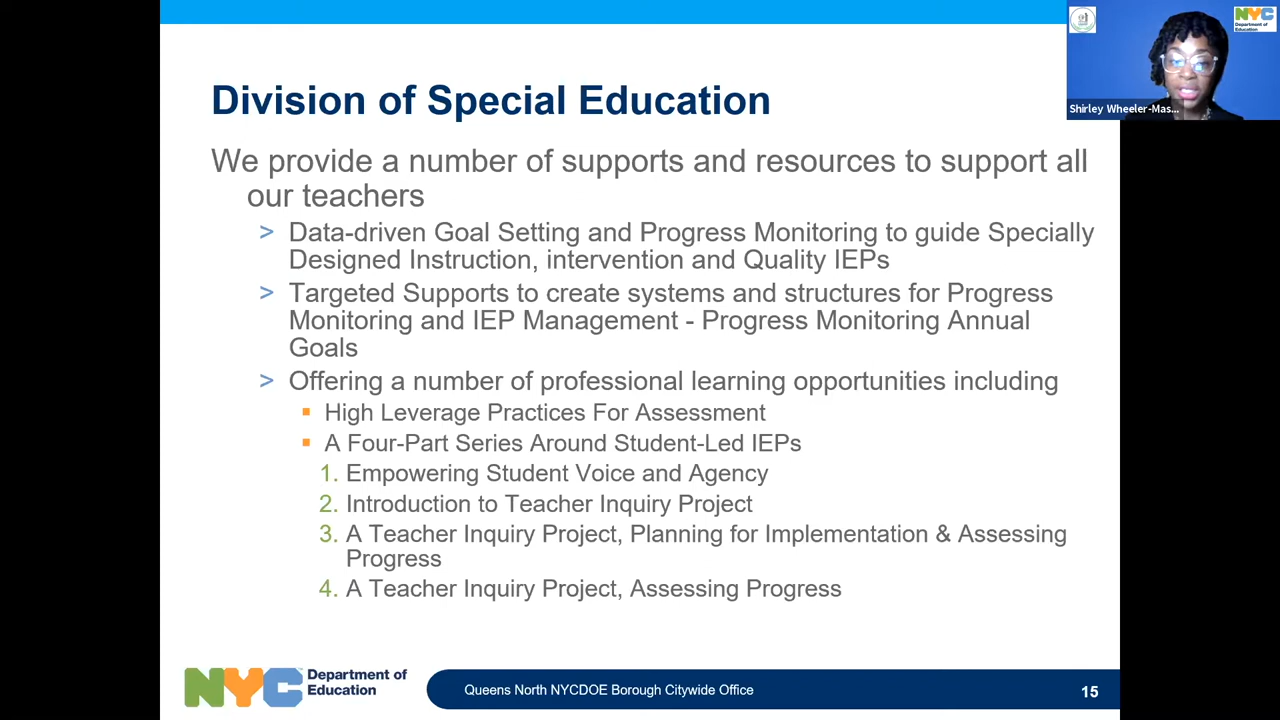 Division of Special Education
We provide a number of supports and resources to support all
our teachers
> Data-driven Goal Setting and Progress Monitoring to guide Specially
Designed Instruction, intervention and Quality IEPs
> Targeted Supports to create systems and structures for Progress
Monitoring and IEP Management - Progress Monitoring Annual
Goals
> Offering a number of professional learning opportunities including
▪ High Leverage Practices For Assessment
▪ A Four-Part Series Around Student-Led IEPs
1. Empowering Student Voice and Agency
2. Introduction to Teacher Inquiry Project
3. A Teacher Inquiry Project, Planning for Implementation & Assessing
Progress
4. A Teacher Inquiry Project, Assessing Progress
NYC Department of
Education
Queens North NYCDOE Borough Citywide Office
15
NYC
Department of
Education
Shirley Wheeler-Mas...